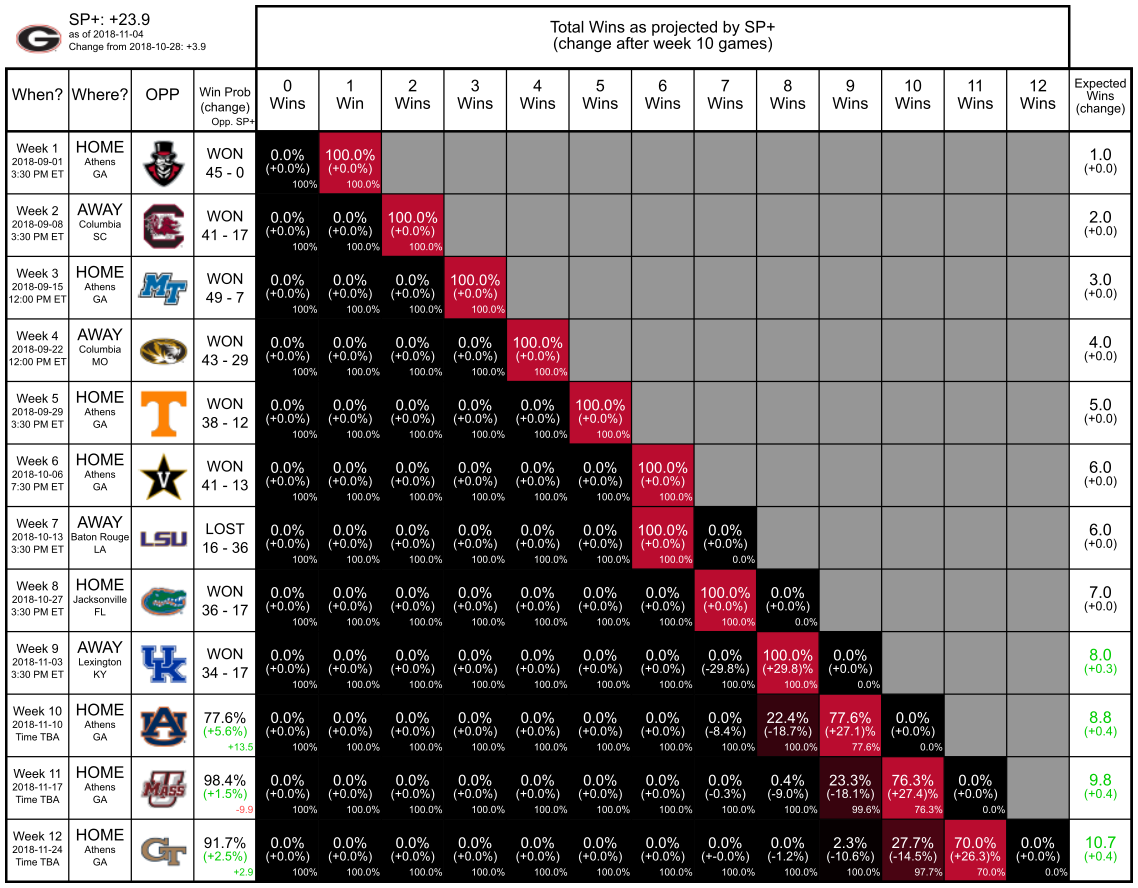 G
SP+: +23.9
as of 2018-11-04
Change from 2018-10-28: +3.9
Total Wins as projected by SP+
(change after week 10 games)
When? Where? OPP Win Prob 0 1 2 3 4 5 6 7 8 9 10 11 12 Expected
(change) Wins Win Wins Wins Wins Wins Wins Wins Wins Wins Wins Wins Wins Wins
Opp. SP+ (change)
Week 1 HOME WON 0.0% 100.0% 1.0
2018-09-01 Athens 45 - 0 (+0.0%) (+0.0%) (+0.0)
3:30 PM ET GA 100% 100.0%
Week 2 AWAY WON 0.0% 0.0% 100.0% 2.0
2018-09-08 Columbia C 41 - 17 (+0.0%) (+0.0%) (+0.0%) (+0.0)
3:30 PM ET SC 100% 100.0% 100.0%
Week 3 HOME WON 0.0% 0.0% 0.0% 100.0% 3.0
2018-09-15 Athens MT 49 - 7 (+0.0%) (+0.0%) (+0.0%) (+0.0%) (+0.0)
12:00 PM ET GA 100% 100.0% 100.0% 100.0%
Week 4 AWAY WON 0.0% 0.0% 0.0% 0.0% 100.0% 4.0
2018-09-22 Columbia 43 - 29 (+0.0%) (+0.0%) (+0.0%) (+0.0%) (+0.0%) (+0.0)
12:00 PM ET MO 100% 100.0% 100.0% 100.0% 100.0%
Week 5 HOME WON 0.0% 0.0% 0.0% 0.0% 0.0% 100.0% 5.0
2018-09-29 Athens T 38 - 12 (+0.0%) (+0.0%) (+0.0%) (+0.0%) (+0.0%) (+0.0%) (+0.0)
3:30 PM ET GA 100% 100.0% 100.0% 100.0% 100.0% 100.0%
Week 6 HOME WON 0.0% 0.0% 0.0% 0.0% 0.0% 0.0% 100.0% 6.0
2018-10-06 Athens V 41 - 13 (+0.0%) (+0.0%) (+0.0%) (+0.0%) (+0.0%) (+0.0%) (+0.0%) (+0.0)
7:30 PM ET GA 100% 100.0% 100.0% 100.0% 100.0% 100.0% 100.0%
Week 7 AWAY LOST 0.0% 0.0% 0.0% 0.0% 0.0% 0.0% 100.0% 0.0% 6.0
2018-10-13 Baton Rouge LSU 16 - 36 (+0.0%) (+0.0%) (+0.0%) (+0.0%) (+0.0%) (+0.0%) (+0.0%) (+0.0%) (+0.0)
3:30 PM ET LA 100% 100.0% 100.0% 100.0% 100.0% 100.0% 100.0% 0.0%
Week 8 HOME WON 0.0% 0.0% 0.0% 0.0% 0.0% 0.0% 0.0% 100.0% 0.0% 7.0
2018-10-27 Jacksonville 36 - 17 (+0.0%) (+0.0%) (+0.0%) (+0.0%) (+0.0%) (+0.0%) (+0.0%) (+0.0%) (+0.0%) (+0.0)
3:30 PM ET FL 100% 100.0% 100.0% 100.0% 100.0% 100.0% 100.0% 100.0% 0.0%
Week 9 AWAY WON 0.0% 0.0% 0.0% 0.0% 0.0% 0.0% 0.0% 0.0% 100.0% 0.0% 8.0
2018-11-03 Lexington UK 34 - 17 (+0.0%) (+0.0%) (+0.0%) (+0.0%) (+0.0%) (+0.0%) (+0.0%) (-29.8%) (+29.8)% (+0.0%) (+0.3)
3:30 PM ET KY 100% 100.0% 100.0% 100.0% 100.0% 100.0% 100.0% 100.0% 100.0% 0.0%
Week 10 HOME 77.6% 0.0% 0.0% 0.0% 0.0% 0.0% 0.0% 0.0% 0.0% 22.4% 77.6% 0.0% 8.8
2018-11-10 Athens AU (+5.6%) (+0.0%) (+0.0%) (+0.0%) (+0.0%) (+0.0%) (+0.0%) (+0.0%) (-8.4%) (-18.7%) (+27.1)% (+0.0%) (+0.4)
Time TBA GA +13.5 100% 100.0% 100.0% 100.0% 100.0% 100.0% 100.0% 100.0% 100.0% 77.6% 0.0%
Week 11 HOME 98.4% 0.0% 0.0% 0.0% 0.0% 0.0% 0.0% 0.0% 0.0% 0.4% 23.3% 76.3% 0.0% 9.8
2018-11-17 Athens UMASS (+1.5%) (+0.0%) (+0.0%) (+0.0%) (+0.0%) (+0.0%) (+0.0%) (+0.0%) (-0.3%) (-9.0%) (-18.1%) (+27.4)% (+0.0%) (+0.4)
Time TBA GA -9.9 100% 100.0% 100.0% 100.0% 100.0% 100.0% 100.0% 100.0% 100.0% 99.6% 76.3% 0.0%
Week 12 HOME 91.7% 0.0% 0.0% 0.0% 0.0% 0.0% 0.0% 0.0% 0.0% 0.0% 2.3% 27.7% 70.0% 0.0% 10.7
2018-11-24 Athens GT (+2.5%) (+0.0%) (+0.0%) (+0.0%) (+0.0%) (+0.0%) (+0.0%) (+0.0%) (+-0.0%) (-1.2%) (-10.6%) (-14.5%) (+26.3)% (+0.0%) (+0.4)
Time TBA GA +2.9 100% 100.0% 100.0% 100.0% 100.0% 100.0% 100.0% 100.0% 100.0% 100.0% 97.7% 70.0% 0.0%